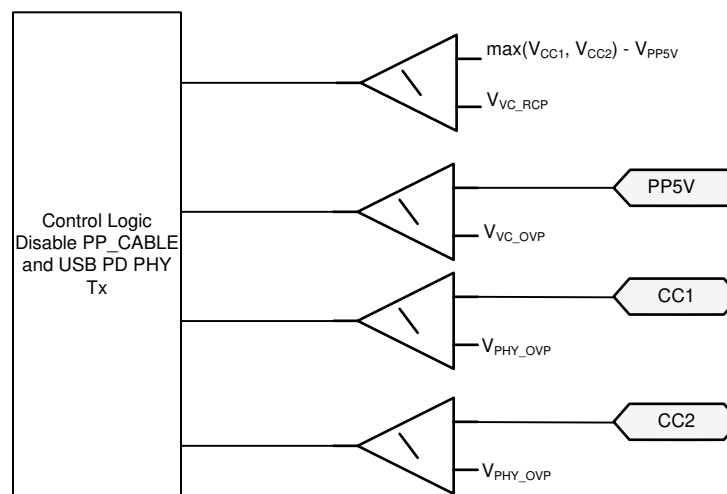 max(V_CC1, V_CC2) - V_PP5V
V_VC_RCP
PP5V
V_VC_OVP
Control Logic
Disable PP_CABLE
and USB PD PHY
Tx
CC1
V_PHY_OVP
CC2
V_PHY_OVP